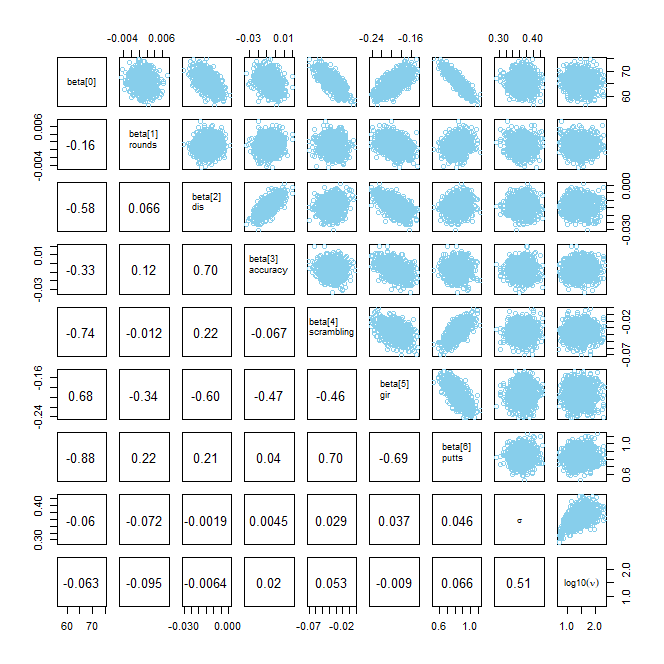 -0.004 0.006 -0.03 0.01 -0.24 -0.16 0.30 0.40
beta[0] 60 70
-0.004 0.006 -0.16 beta[1]
rounds
-0.58 0.066 beta[2]
dis -0.030 0.000
-0.03 0.01 -0.33 0.12 0.70 beta[3]
accuracy
-0.74 -0.012 0.22 -0.067 beta[4]
scrambling -0.07 -0.02
-0.24 -0.16 0.68 -0.34 -0.60 -0.47 -0.46 beta[5]
gir
-0.88 0.22 0.21 0.04 0.70 -0.69 beta[6]
putts 0.6 1.0
0.30 0.40 -0.06 -0.072 -0.0019 0.0045 0.029 0.037 0.046 σ
-0.063 -0.095 -0.0064 0.02 0.053 -0.009 0.066 0.51 log10(ν) 1.0 2.0
60 70 -0.030 0.000 -0.07 -0.02 0.6 1.0 1.0 2.0